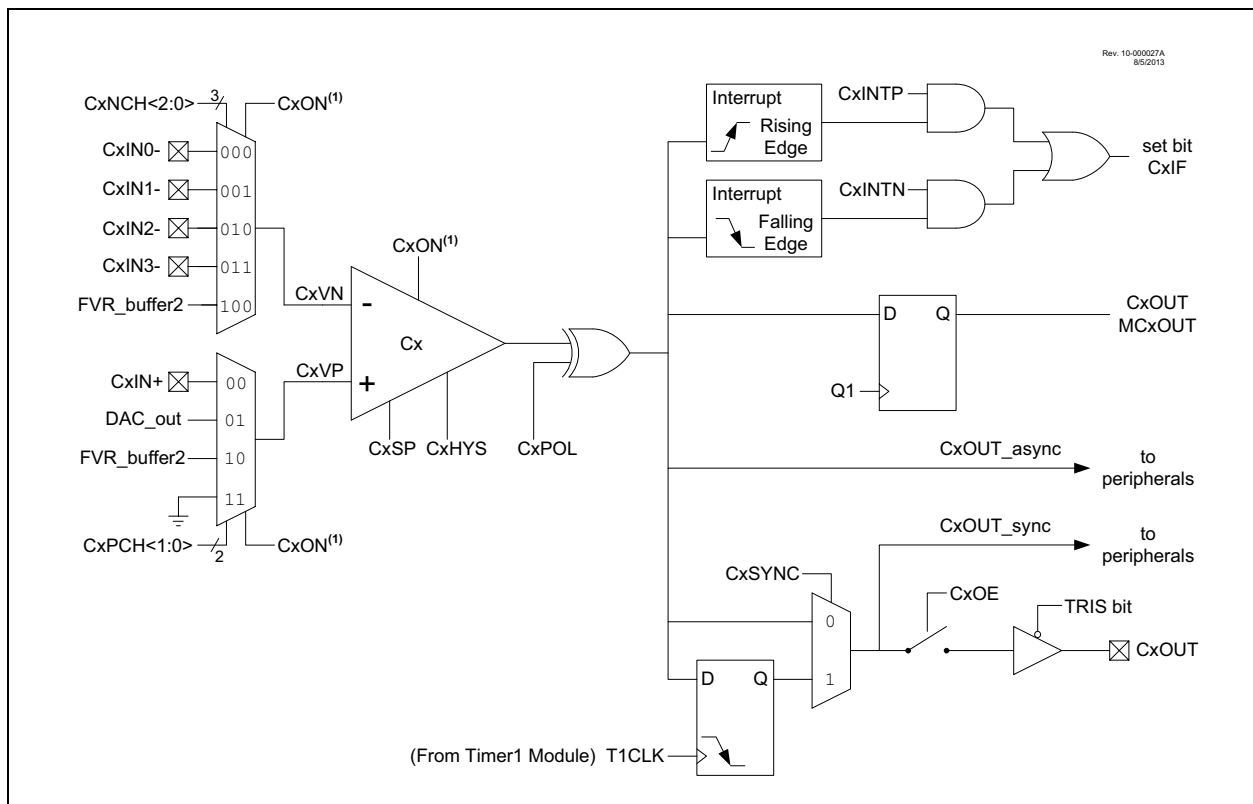 Rev. 10-000027A
8/5/2013
CxNCH<2:0>
3
CxON(1)
CxIN0-
000
CxIN1-
001
CxIN2-
010
CxIN3-
011
FVR_buffer2
100
CxIN+
00
DAC_out
01
FVR_buffer2
10
11
CxPCH<1:0>
2
CxON(1)
CxVN
CxVP
CxON(1)
-
Cx
+
CxSP
CxHYS
CxPOL
Interrupt
Rising
Edge
CxINTP
Interrupt
Falling
Edge
CxINTN
set bit
CxIF
D
Q
Q1
CxOUT
MCxOUT
CxOUT_async
to
peripherals
CxOUT_sync
to
peripherals
CxSYNC
0
1
CxOE
TRIS bit
CxOUT
D
Q
(From Timer1 Module) T1CLK